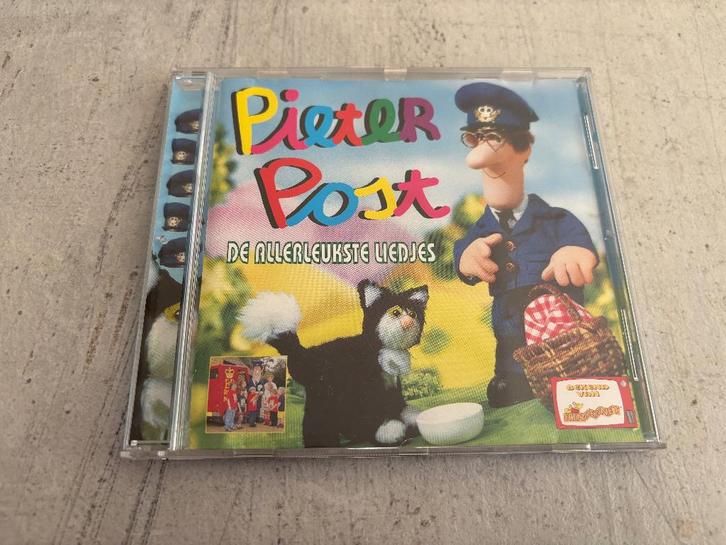 PieteR
Post
DE ALLERLEUKSTE LIEDJES
BEKEND
VAN